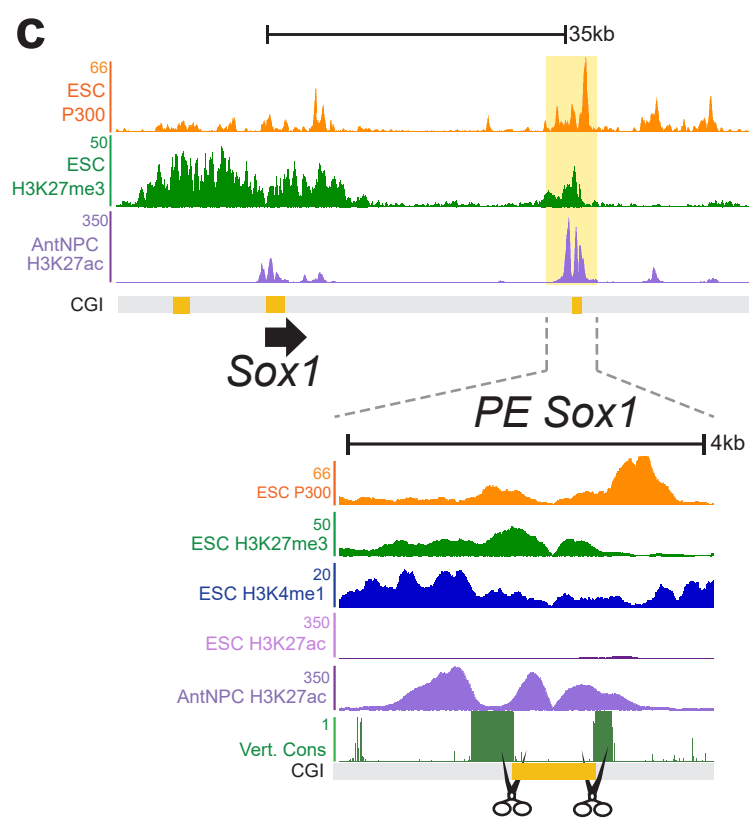 C
35kb
66
ESC
P300
50
ESC
H3K27me3
350
AntNPC
H3K27ac
CGI
Sox1
PE Sox1
4kb
66
ESC P300
50
ESC H3K27me3
20
ESC H3K4me1
350
ESC H3K27ac
350
AntNPC H3K27ac
1
Vert. Cons
CGI